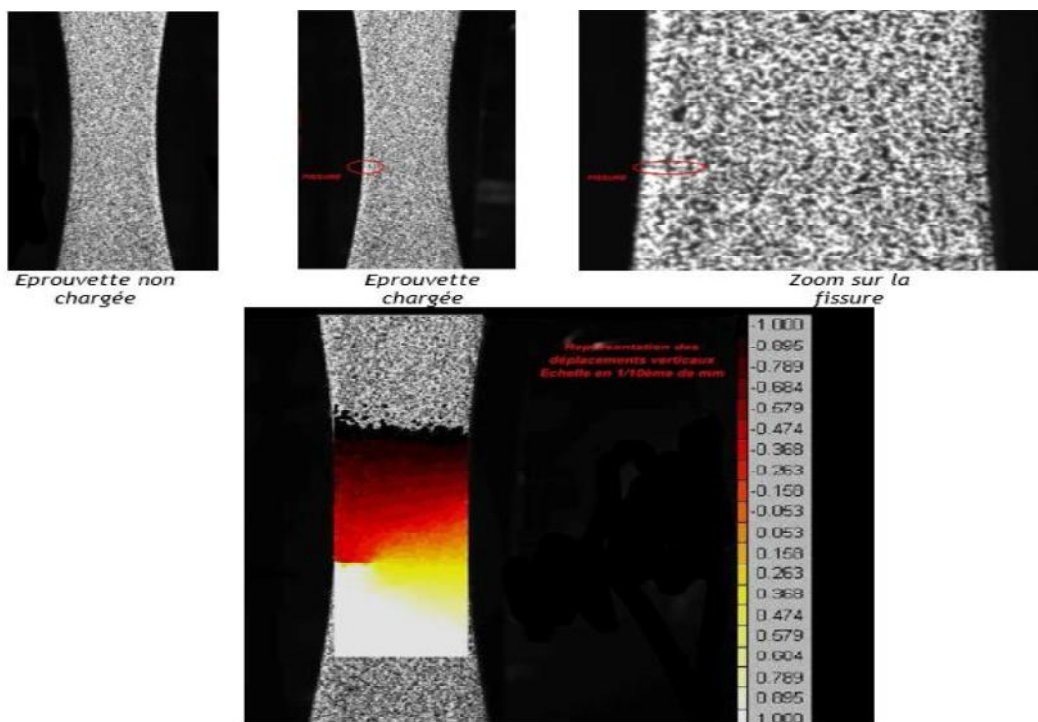 FISSURE
FISSURE
Eprouvette non
chargée
Eprouvette
chargée
Zoom sur la
fissure
Représentation des
déplacements verticaux
Echelle en 1/10ème de mm
-1.000
-0.895
-0.789
-0.684
-0.579
-0.474
-0.368
-0.263
-0.158
-0.053
0.053
0.158
0.263
0.368
0.474
0.579
0.684
0.789
0.895
1.000